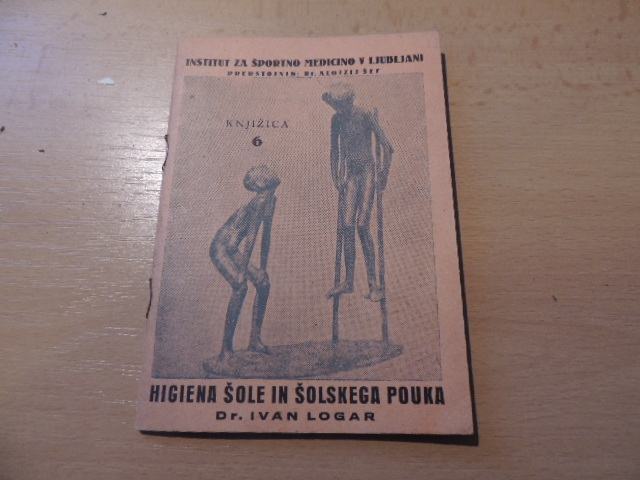 INSTITUT ZA ŠPORTNO MEDICINO V LJUBLJANI
PREDSTOJNIK: Dr. ALOJZIJ ŠEF
KNJIŽICA
6
HIGIENA ŠOLE IN ŠOLSKEGA POUKA
Dr. IVAN LOGAR